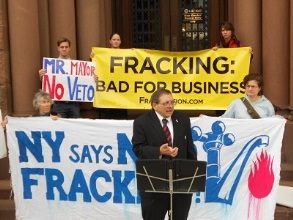 MR. MAYOR
NO VETO
FRACKING:
BAD FOR BUSINESS
NY SAYS N
FRACK